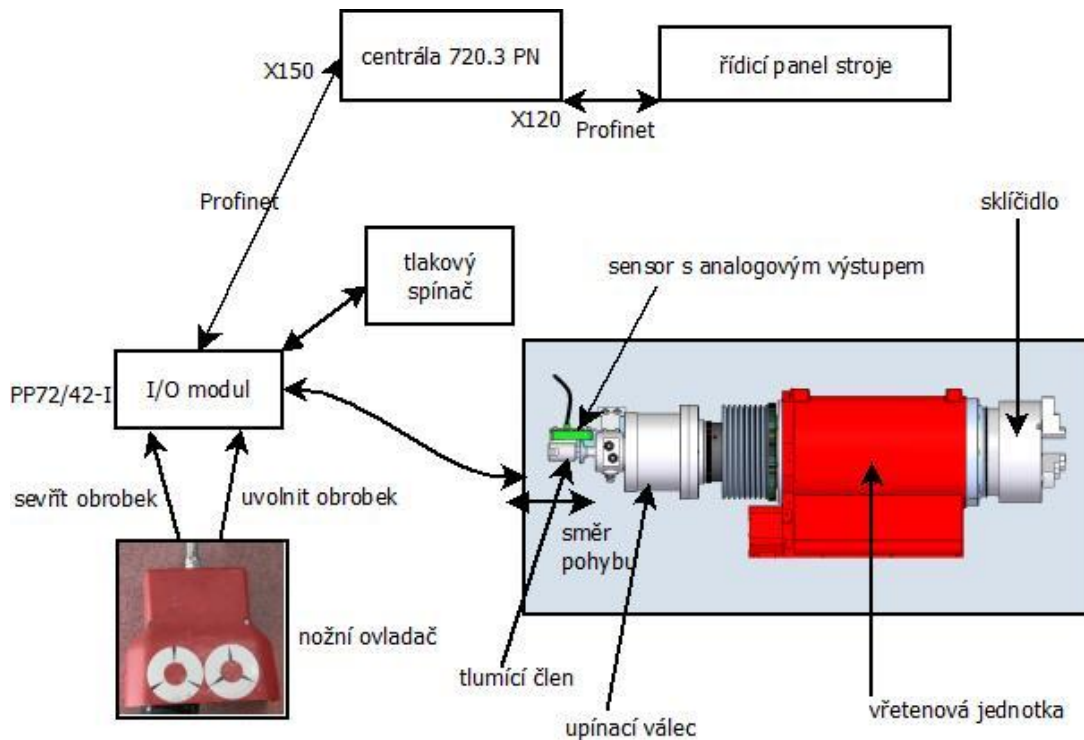 centrála 720.3 PN
řídicí panel stroje
X150
X120
Profinet
Profinet
sklíčidlo
tlakový
spínač
sensor s analogovým výstupem
PP72/42-I
I/O modul
sevřít obrobek
uvolnit obrobek
směr
pohybu
nožní ovladač
tlumící člen
upínací válec
vřetenová jednotka